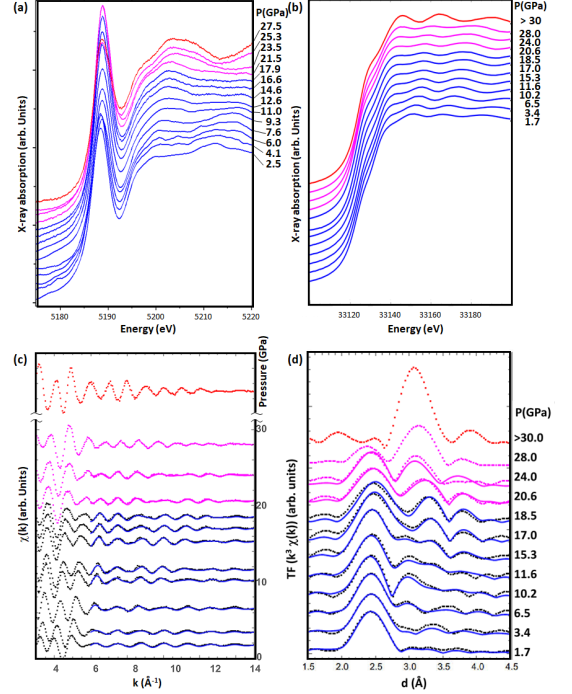 (a)
P(GPa)
27.5
25.3
23.5
21.5
17.9
16.6
14.6
12.6
11.0
9.3
7.6
6.0
4.1
2.5
X-ray absorption (arb. Units)
5180 5190 5200 5210 5220
Energy (eV)
(b)
P(GPa)
> 30
28.0
24.0
20.6
18.5
17.0
15.3
11.6
10.2
6.5
3.4
1.7
X-ray absorption (arb. Units)
33120 33140 33160 33180
Energy (eV)
(c)
Pressure (GPa)
30
20
10
0
χ(k) (arb. Units)
4 6 8 10 12 14
k (Å-1)
(d)
P(GPa)
>30.0
28.0
24.0
20.6
18.5
17.0
15.3
11.6
10.2
6.5
3.4
1.7
TF (k3 χ(k)) (arb. units)
1.5 2.0 2.5 3.0 3.5 4.0 4.5
d (Å)